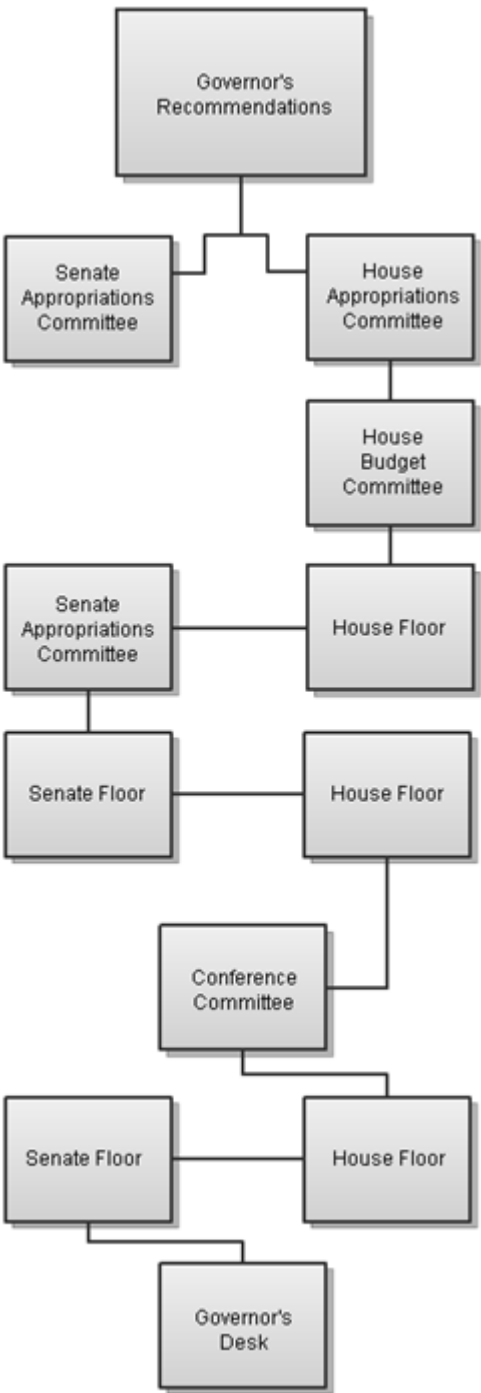 Governor's
Recommendations
Senate
Appropriations
Committee
House
Appropriations
Committee
House
Budget
Committee
Senate
Appropriations
Committee
House Floor
Senate Floor
House Floor
Conference
Committee
Senate Floor
House Floor
Governor's
Desk